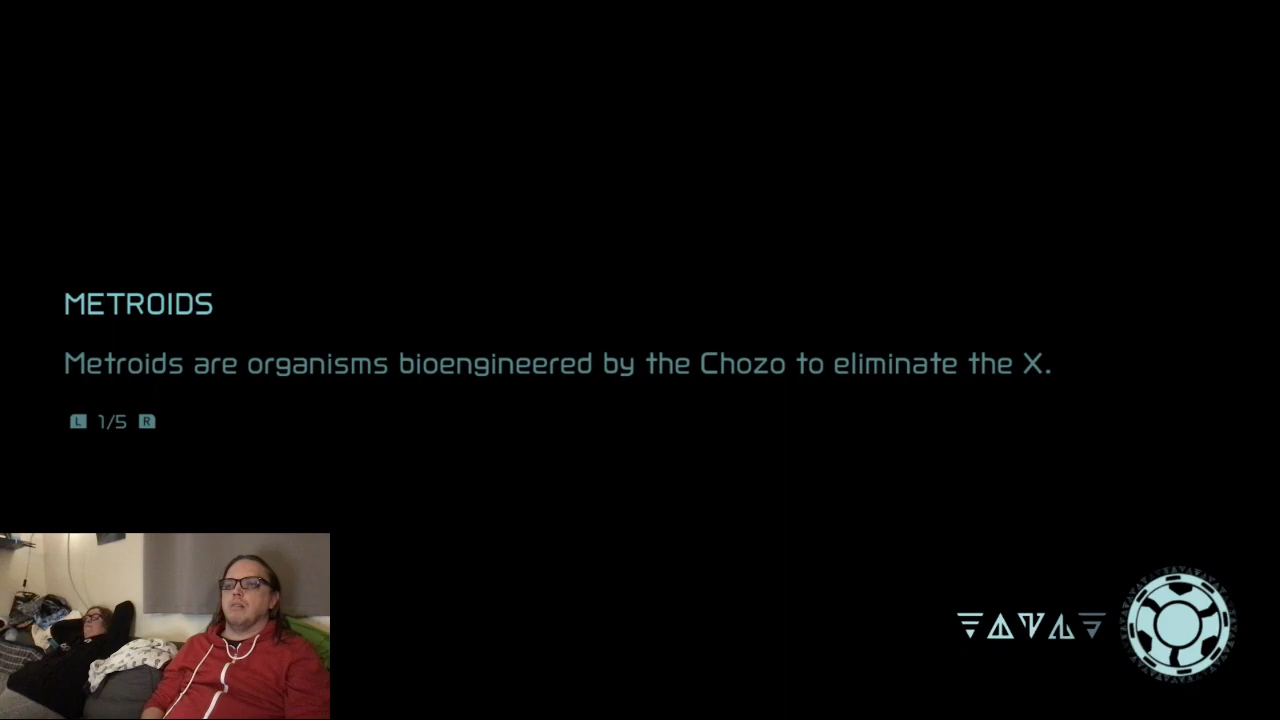 METROIDS
Metroids are organisms bioengineered by the Chozo to eliminate the X.
L 1/5 R